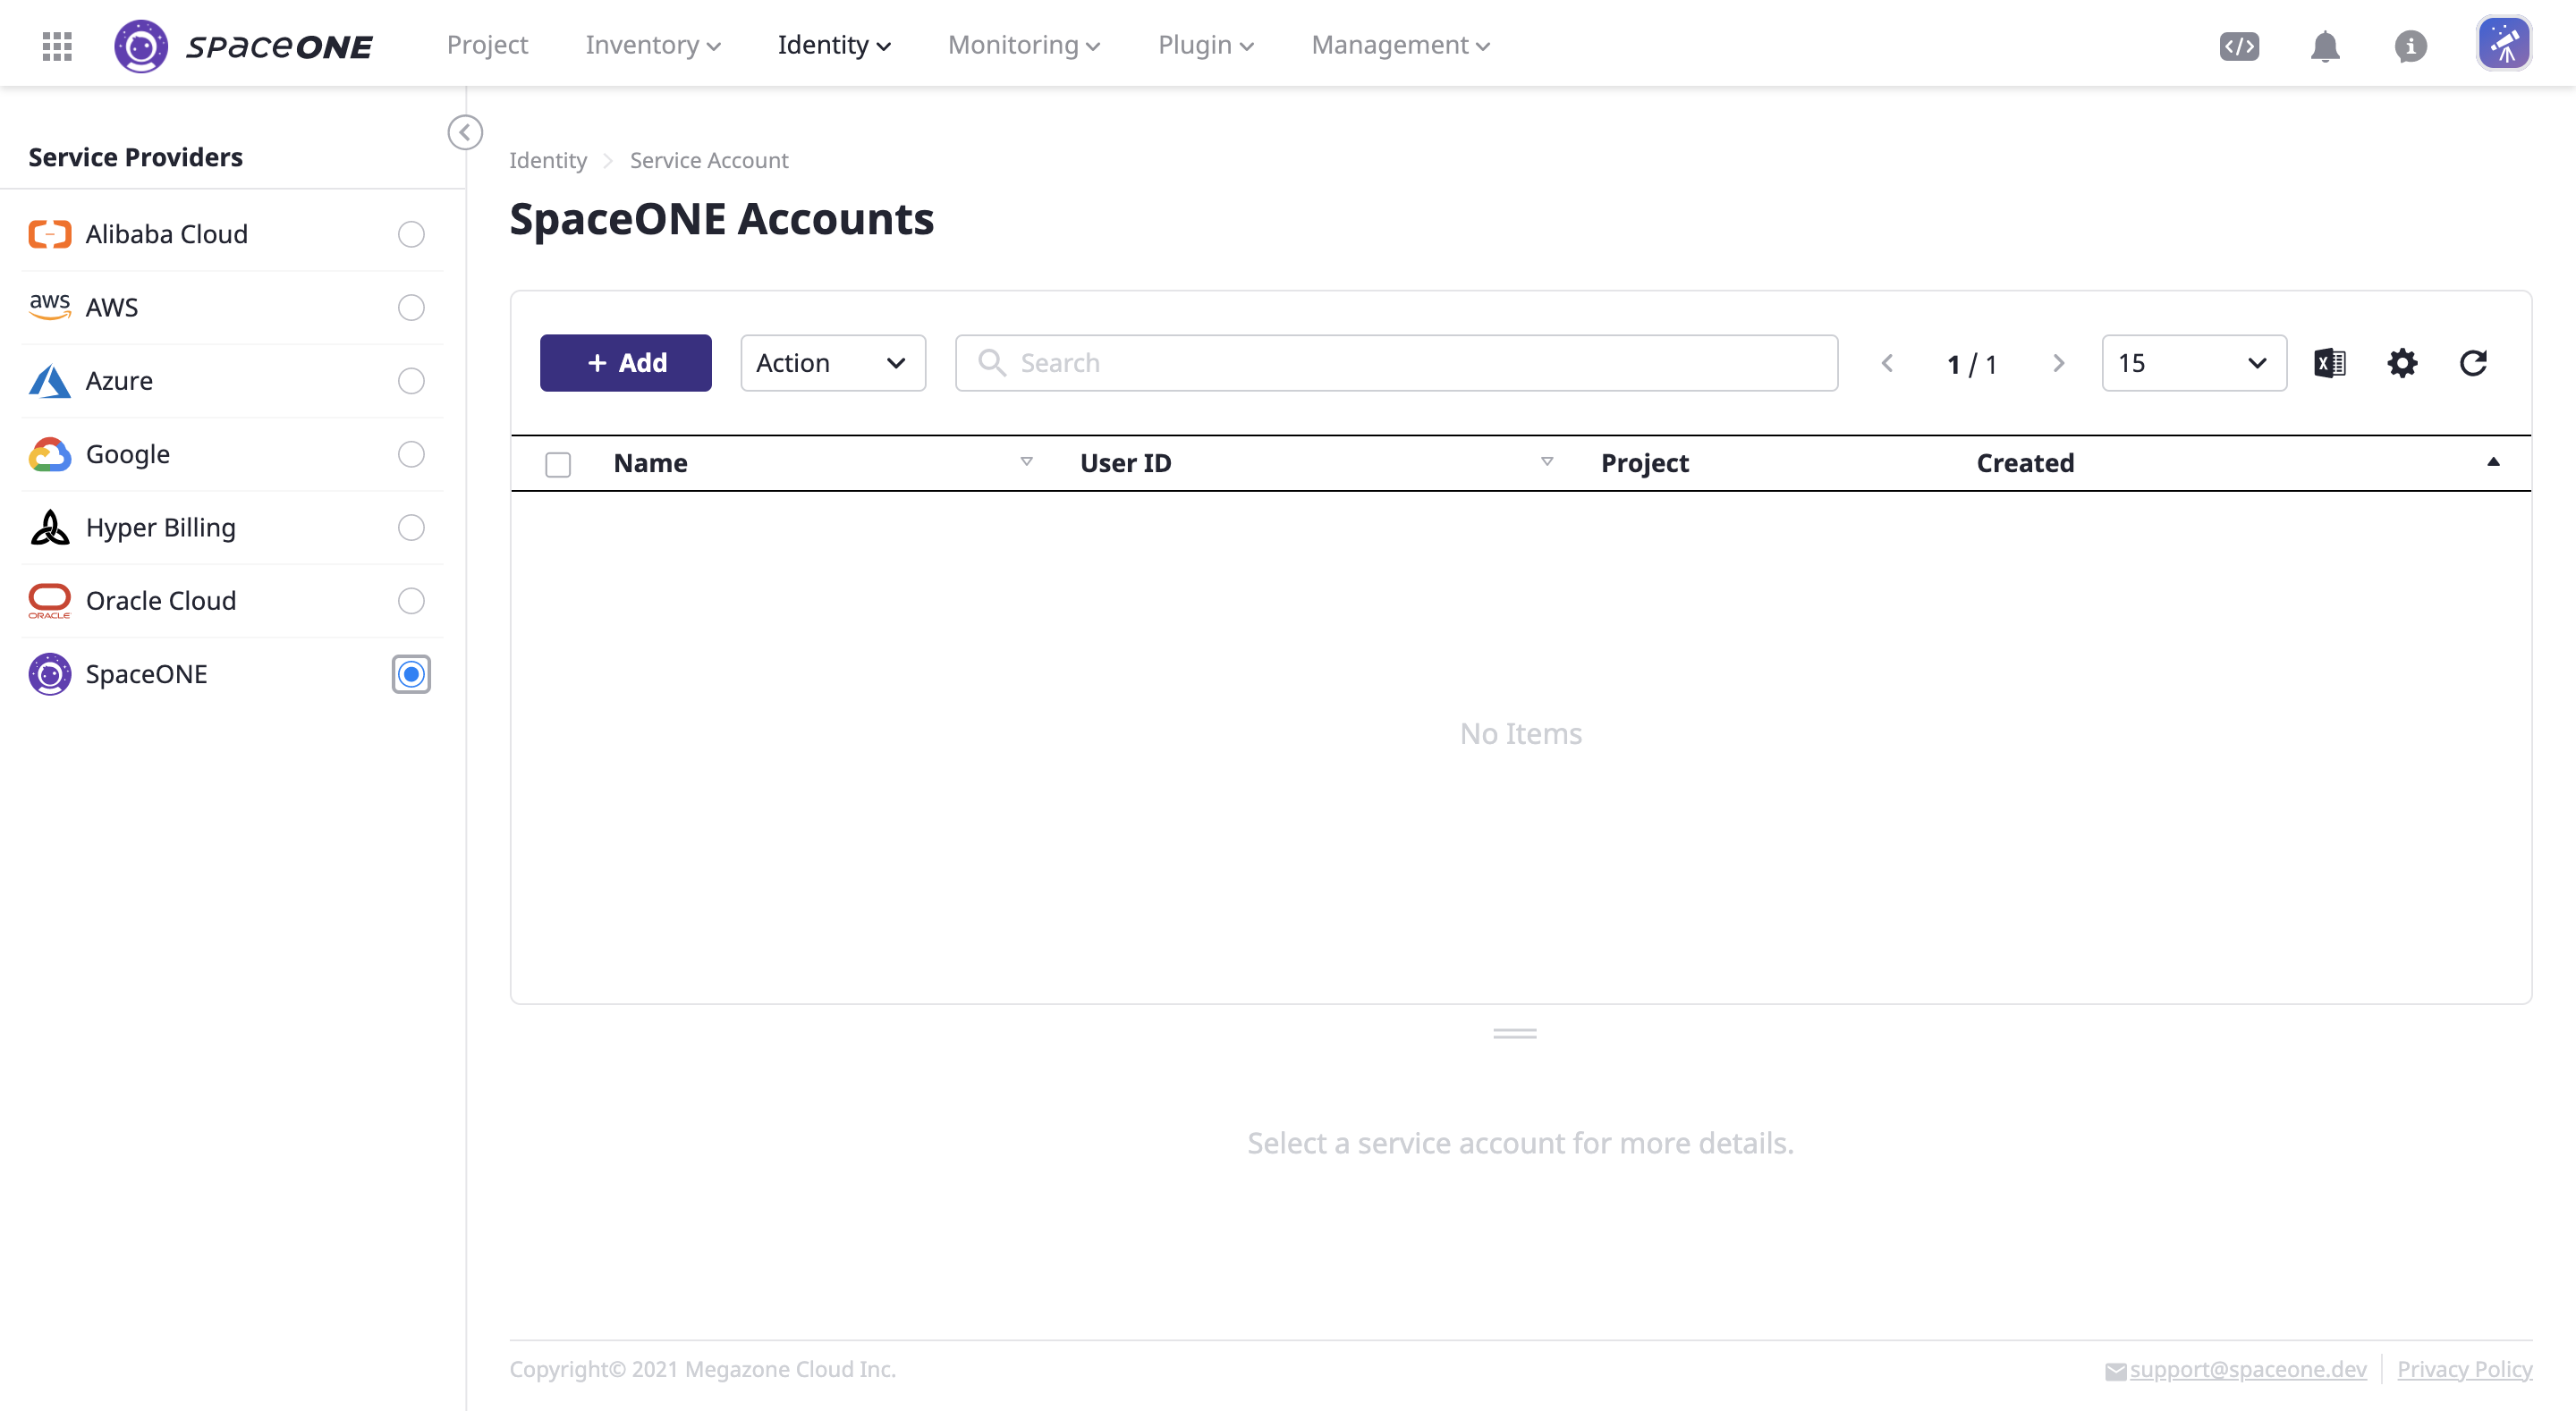 spaceONE Project Inventory Identity Monitoring Plugin Management
Service Providers
Alibaba Cloud
aws AWS
Azure
Google
Hyper Billing
ORACLE Oracle Cloud
SpaceONE
Identity Service Account
SpaceONE Accounts
+ Add Action Search 1 / 1 15
Name User ID Project Created
No Items
Select a service account for more details.
Copyright© 2021 Megazone Cloud Inc. support@spaceone.dev Privacy Policy